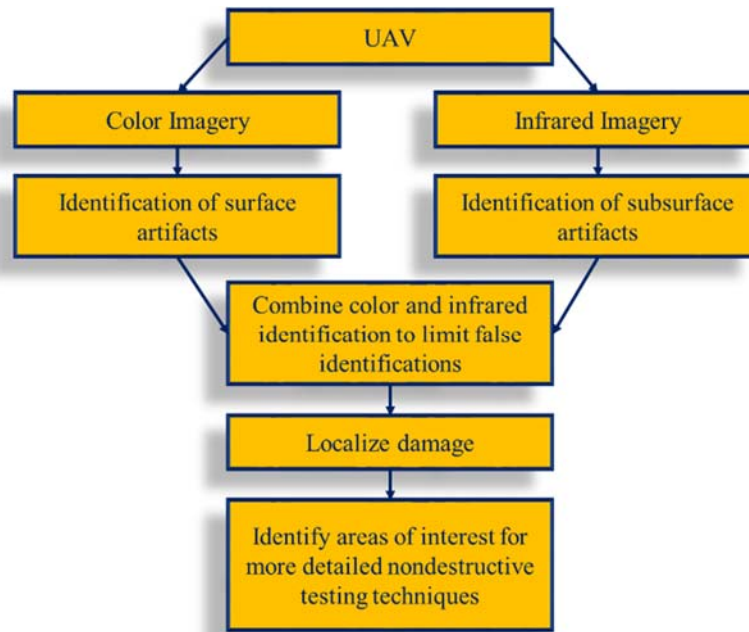 UAV
Color Imagery
Infrared Imagery
Identification of surface
artifacts
Identification of subsurface
artifacts
Combine color and infrared
identification to limit false
identifications
Localize damage
Identify areas of interest for
more detailed nondestructive
testing techniques